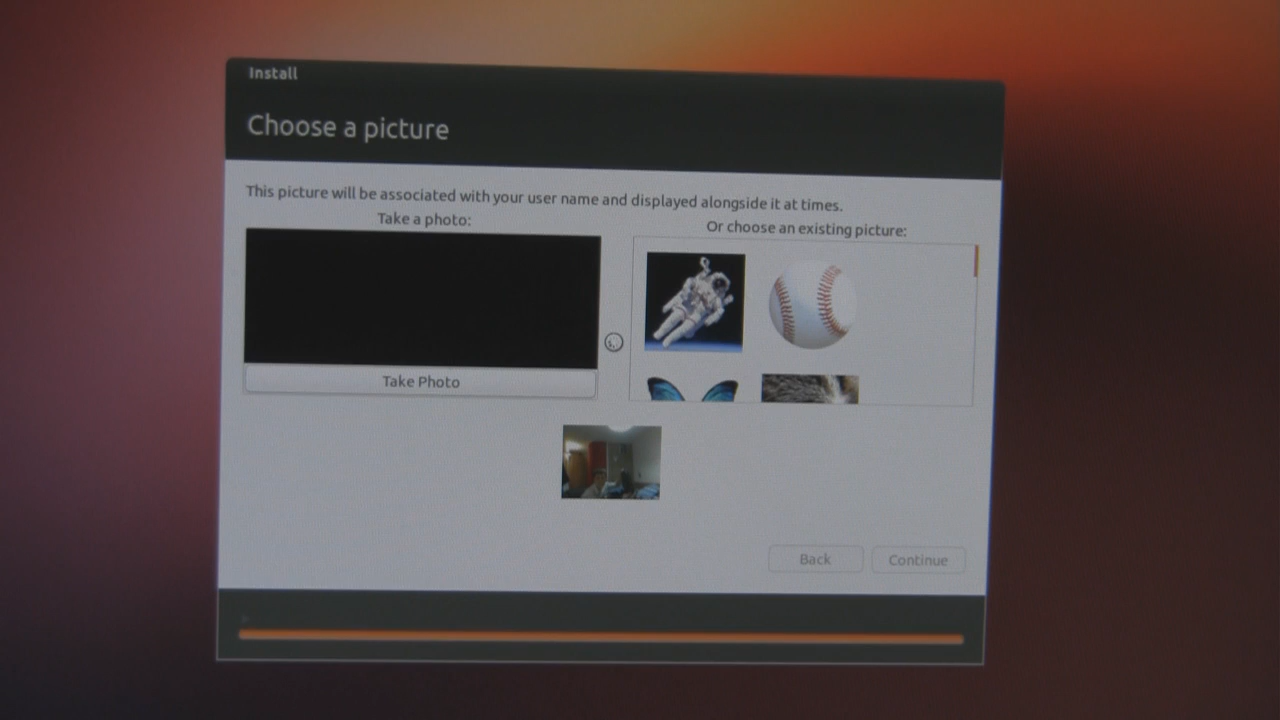 Install
Choose a picture
This picture will be associated with your user name and displayed alongside it at times.
Take a photo:
Or choose an existing picture:
Take Photo
Back
Continue